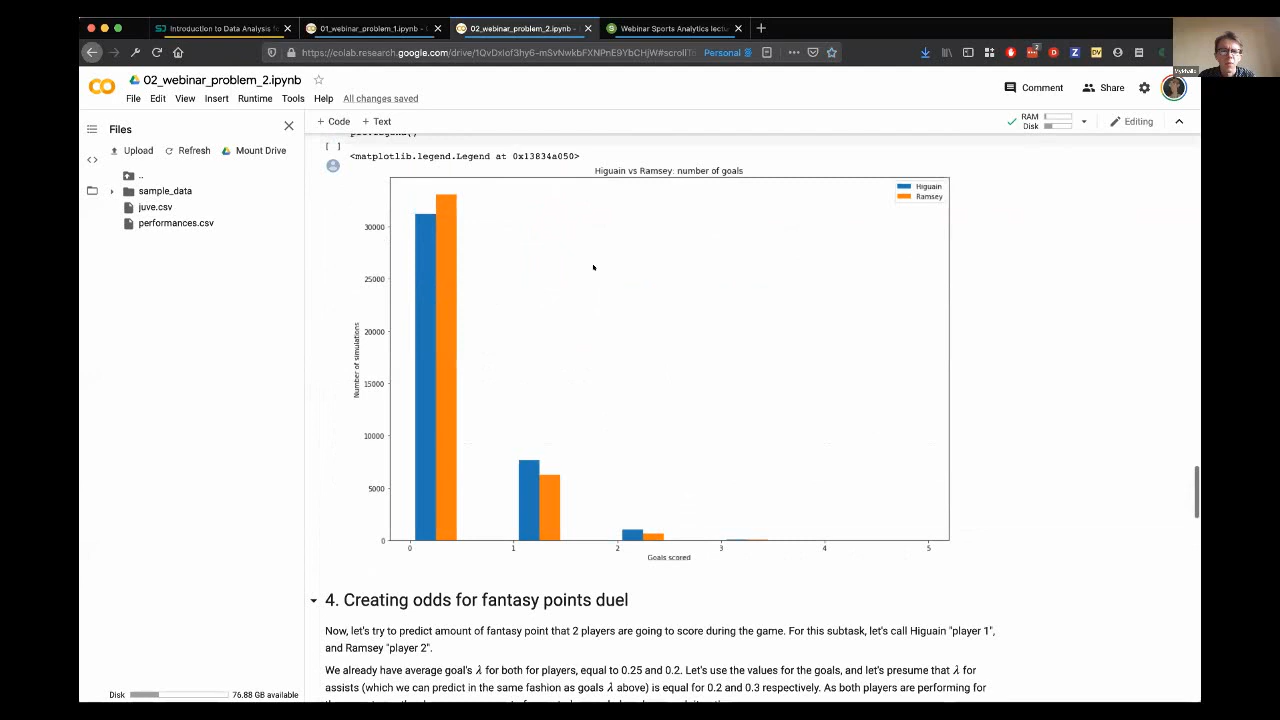 Introduction to Data Analysis fo
01_webinar_problem_1.ipynb - C
02_webinar_problem_2.ipynb -
Webinar Sports Analytics lectu
https://colab.research.google.com/drive/1QvDxIof3hy6-mSvNwkbFXNPnE9YbCHjW#scrollT
Personal
Mykhailo
02_webinar_problem_2.ipynb
File Edit View Insert Runtime Tools Help All changes saved
Comment Share
+ Code + Text
RAM
Disk
Editing
Files
Upload Refresh Mount Drive
..
sample_data
juve.csv
performances.csv
plt.legend()
[ ]
<matplotlib.legend.Legend at 0x13834a050>
Higuain vs Ramsey: number of goals
Higuain
Ramsey
30000
25000
20000
15000
10000
5000
0
Number of simulations
0 1 2 3 4 5
Goals scored
4. Creating odds for fantasy points duel
Now, let's try to predict amount of fantasy point that 2 players are going to score during the game. For this subtask, let's call Higuain "player 1",
and Ramsey "player 2".
We already have average goal's λ for both for players, equal to 0.25 and 0.2. Let's use the values for the goals, and let's presume that λ for
assists (which we can predict in the same fashion as goals λ above) is equal for 0.2 and 0.3 respectively. As both players are performing for
Disk 76.88 GB available